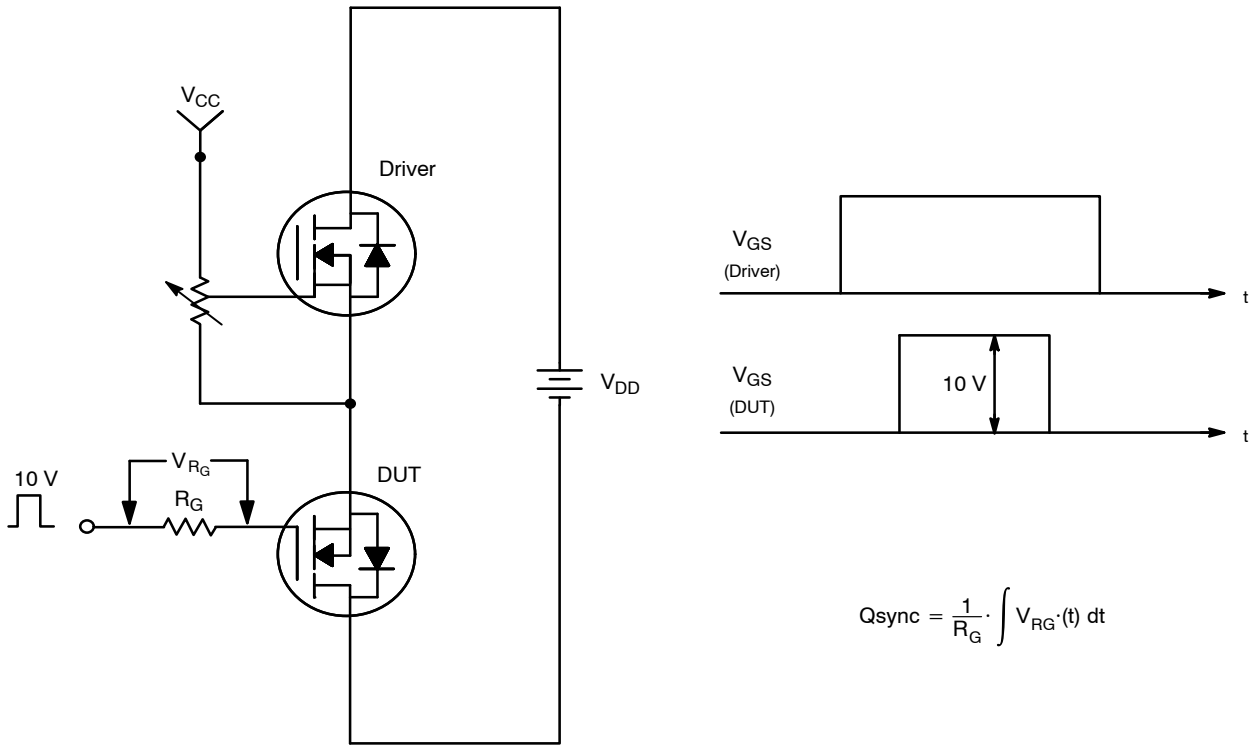 V_CC
Driver
V_GS
(Driver)
t
V_DD
V_GS
(DUT)
10 V
t
DUT
10 V
V_RG
R_G
Qsync = 1/R_G · ∫ V_RG·(t) dt